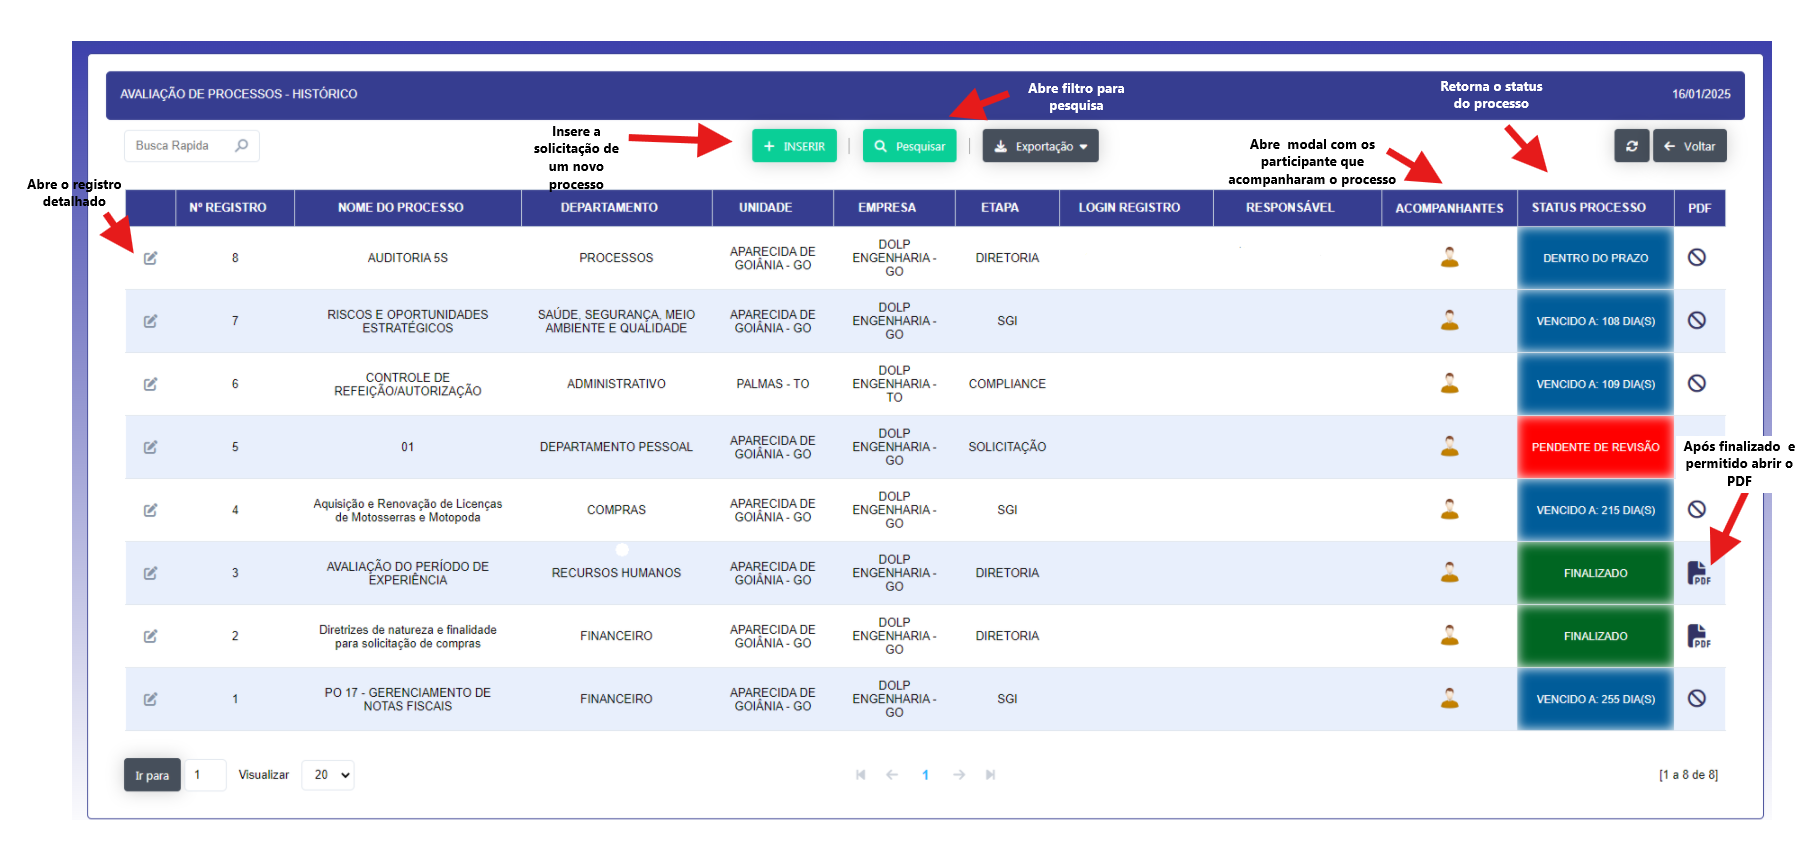 AVALIAÇÃO DE PROCESSOS - HISTÓRICO
Abre filtro para
pesquisa
Retorna o status
do processo
16/01/2025
Busca Rapida
Insere a
solicitação de
um novo
processo
+ INSERIR
Pesquisar
Exportação
Abre modal com os
participante que
acompanharam o processo
Voltar
Abre o registro
detalhado
Nº REGISTRO NOME DO PROCESSO DEPARTAMENTO UNIDADE EMPRESA ETAPA LOGIN REGISTRO RESPONSÁVEL ACOMPANHANTES STATUS PROCESSO PDF
8 AUDITORIA 5S PROCESSOS APARECIDA DE GOIÂNIA - GO DOLP ENGENHARIA - GO DIRETORIA DENTRO DO PRAZO
7 RISCOS E OPORTUNIDADES ESTRATÉGICOS SAÚDE, SEGURANÇA, MEIO AMBIENTE E QUALIDADE APARECIDA DE GOIÂNIA - GO DOLP ENGENHARIA - GO SGI VENCIDO A: 108 DIA(S)
6 CONTROLE DE REFEIÇÃO/AUTORIZAÇÃO ADMINISTRATIVO PALMAS - TO DOLP ENGENHARIA - TO COMPLIANCE VENCIDO A: 109 DIA(S)
5 01 DEPARTAMENTO PESSOAL APARECIDA DE GOIÂNIA - GO DOLP ENGENHARIA - GO SOLICITAÇÃO PENDENTE DE REVISÃO
Após finalizado e
permitido abrir o
PDF
4 Aquisição e Renovação de Licenças de Motosserras e Motopoda COMPRAS APARECIDA DE GOIÂNIA - GO DOLP ENGENHARIA - GO SGI VENCIDO A: 215 DIA(S)
3 AVALIAÇÃO DO PERÍODO DE EXPERIÊNCIA RECURSOS HUMANOS APARECIDA DE GOIÂNIA - GO DOLP ENGENHARIA - GO DIRETORIA FINALIZADO PDF
2 Diretrizes de natureza e finalidade para solicitação de compras FINANCEIRO APARECIDA DE GOIÂNIA - GO DOLP ENGENHARIA - GO DIRETORIA FINALIZADO PDF
1 PO 17 - GERENCIAMENTO DE NOTAS FISCAIS FINANCEIRO APARECIDA DE GOIÂNIA - GO DOLP ENGENHARIA - GO SGI VENCIDO A: 255 DIA(S)
Ir para 1 Visualizar 20 1 [1 a 8 de 8]